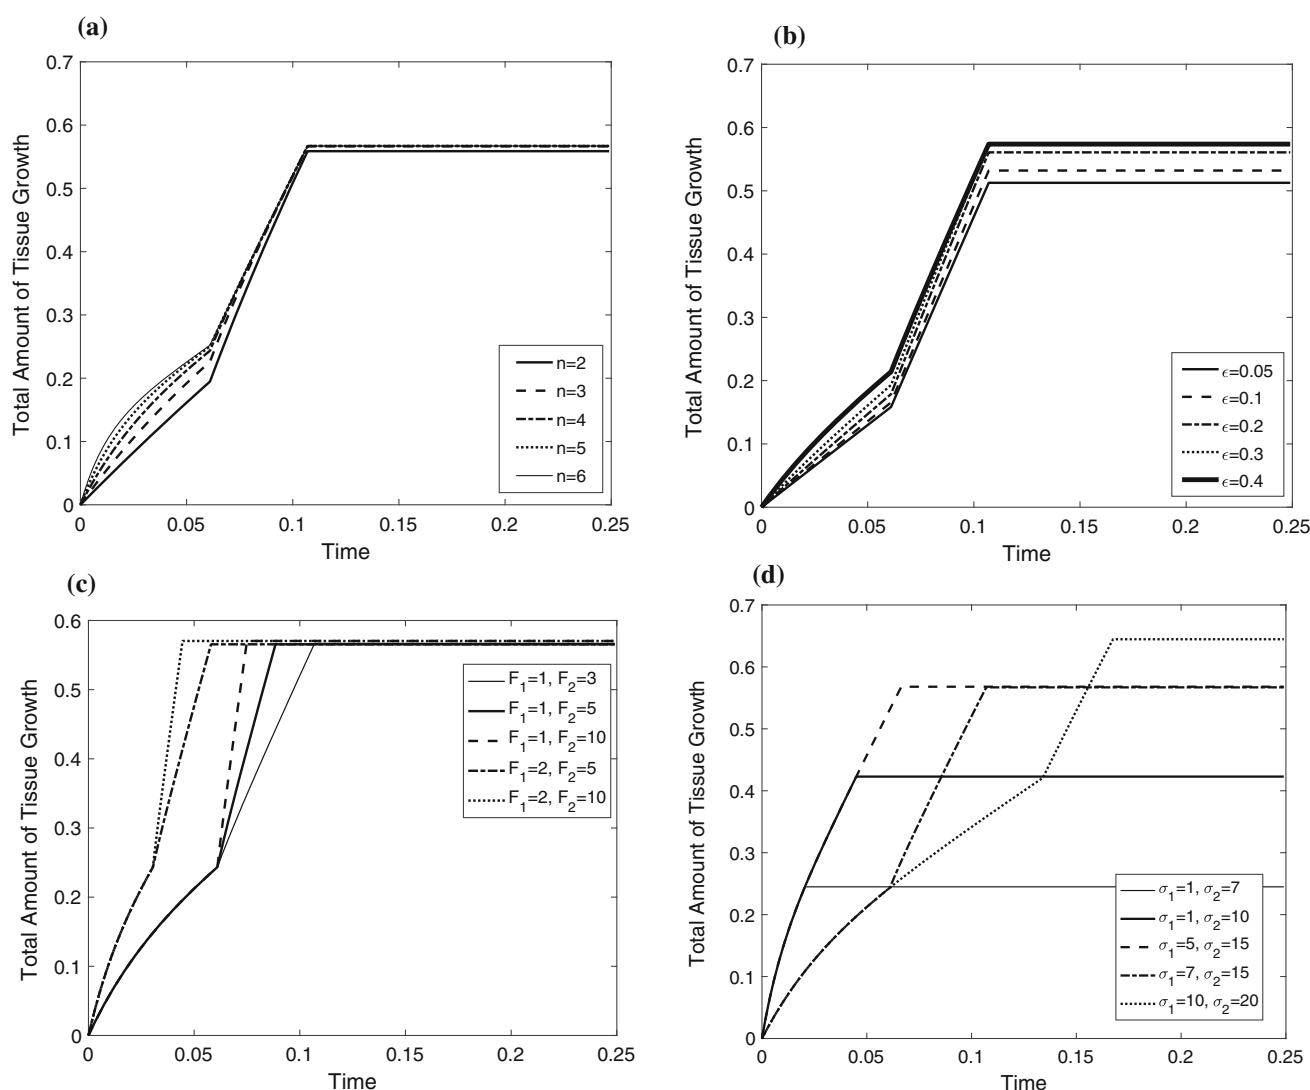 (a)
0.7
0.6
0.5
0.4
0.3
0.2
0.1
0
Total Amount of Tissue Growth
n=2
n=3
n=4
n=5
n=6
0 0.05 0.1 0.15 0.2 0.25
Time
(b)
0.7
0.6
0.5
0.4
0.3
0.2
0.1
0
Total Amount of Tissue Growth
ϵ=0.05
ϵ=0.1
ϵ=0.2
ϵ=0.3
ϵ=0.4
0 0.05 0.1 0.15 0.2 0.25
Time
(c)
0.6
0.5
0.4
0.3
0.2
0.1
0
Total Amount of Tissue Growth
F₁=1, F₂=3
F₁=1, F₂=5
F₁=1, F₂=10
F₁=2, F₂=5
F₁=2, F₂=10
0 0.05 0.1 0.15 0.2 0.25
Time
(d)
0.7
0.6
0.5
0.4
0.3
0.2
0.1
0
Total Amount of Tissue Growth
σ₁=1, σ₂=7
σ₁=1, σ₂=10
σ₁=5, σ₂=15
σ₁=7, σ₂=15
σ₁=10, σ₂=20
0 0.05 0.1 0.15 0.2 0.25
Time